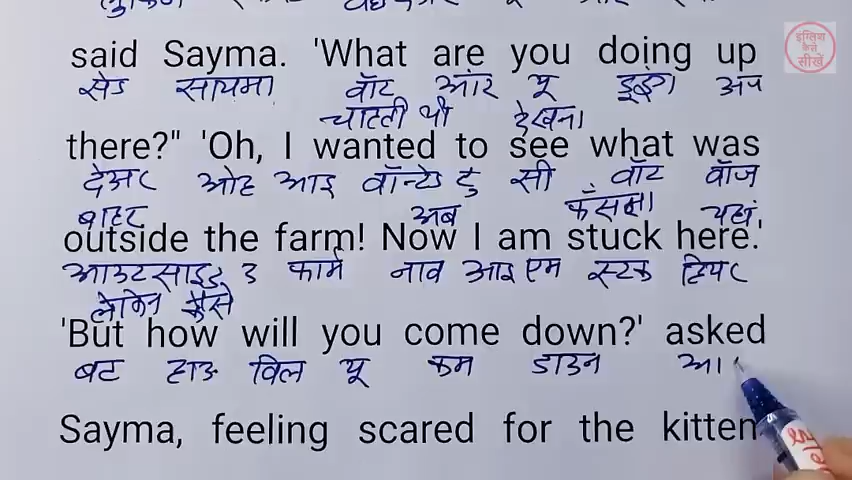 इंग्लिश कैसे सीखें
said Sayma. 'What are you doing up
सेड सायमा वॉट आर यू डूइंग अप
चाहती थी देखना
there?" 'Oh, I wanted to see what was
देअर ओह आइ वॉन्टेड टु सी वॉट वॉज
बाहर अब फँसना यहां
outside the farm! Now I am stuck here.'
आउटसाइड द फार्म नाव आइ एम स्टक हियर
लेकिन कैसे
'But how will you come down?' asked
बट हाऊ विल यू कम डाउन आ
Sayma, feeling scared for the kitten